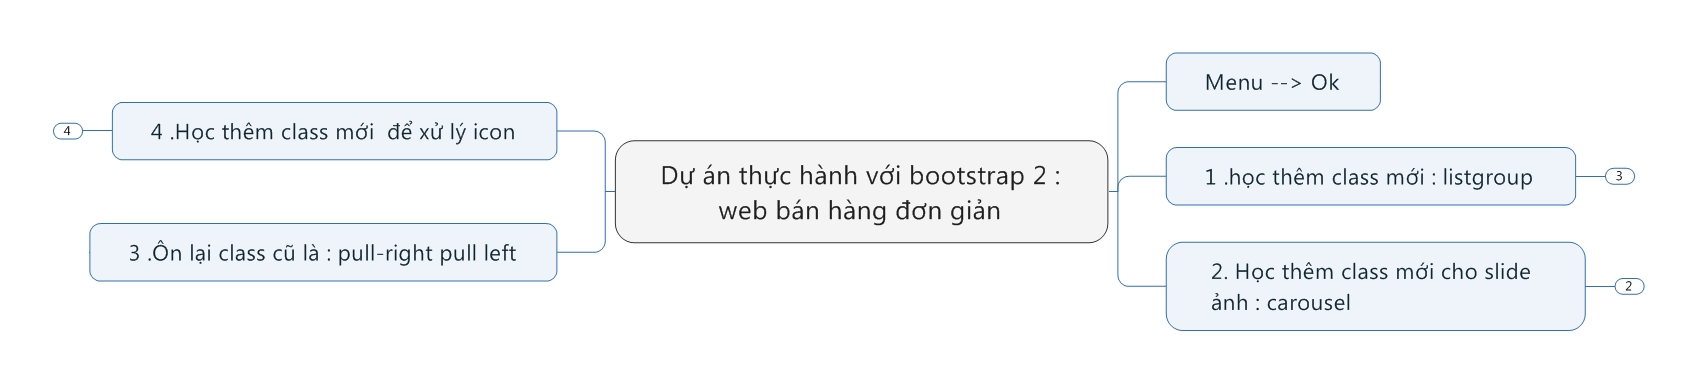 Dự án thực hành với bootstrap 2 :
web bán hàng đơn giản
Menu --> Ok
1 .học thêm class mới : listgroup
3
2. Học thêm class mới cho slide
ảnh : carousel
2
3 .Ôn lại class cũ là : pull-right pull left
4 .Học thêm class mới  để xử lý icon
4